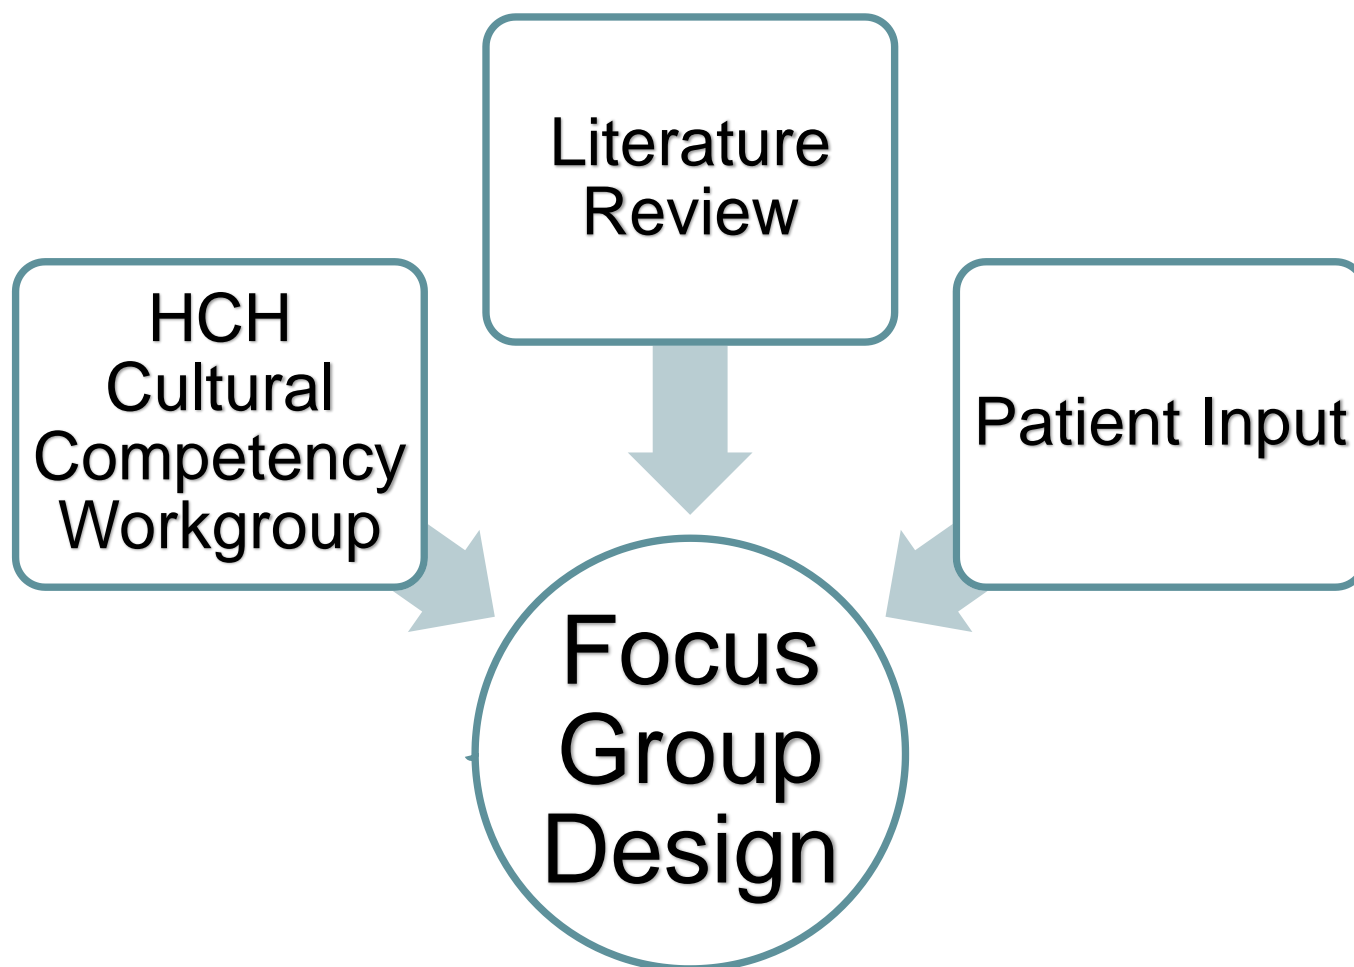 Literature
Review
HCH
Cultural
Competency
Workgroup
Patient Input
Focus
Group
Design